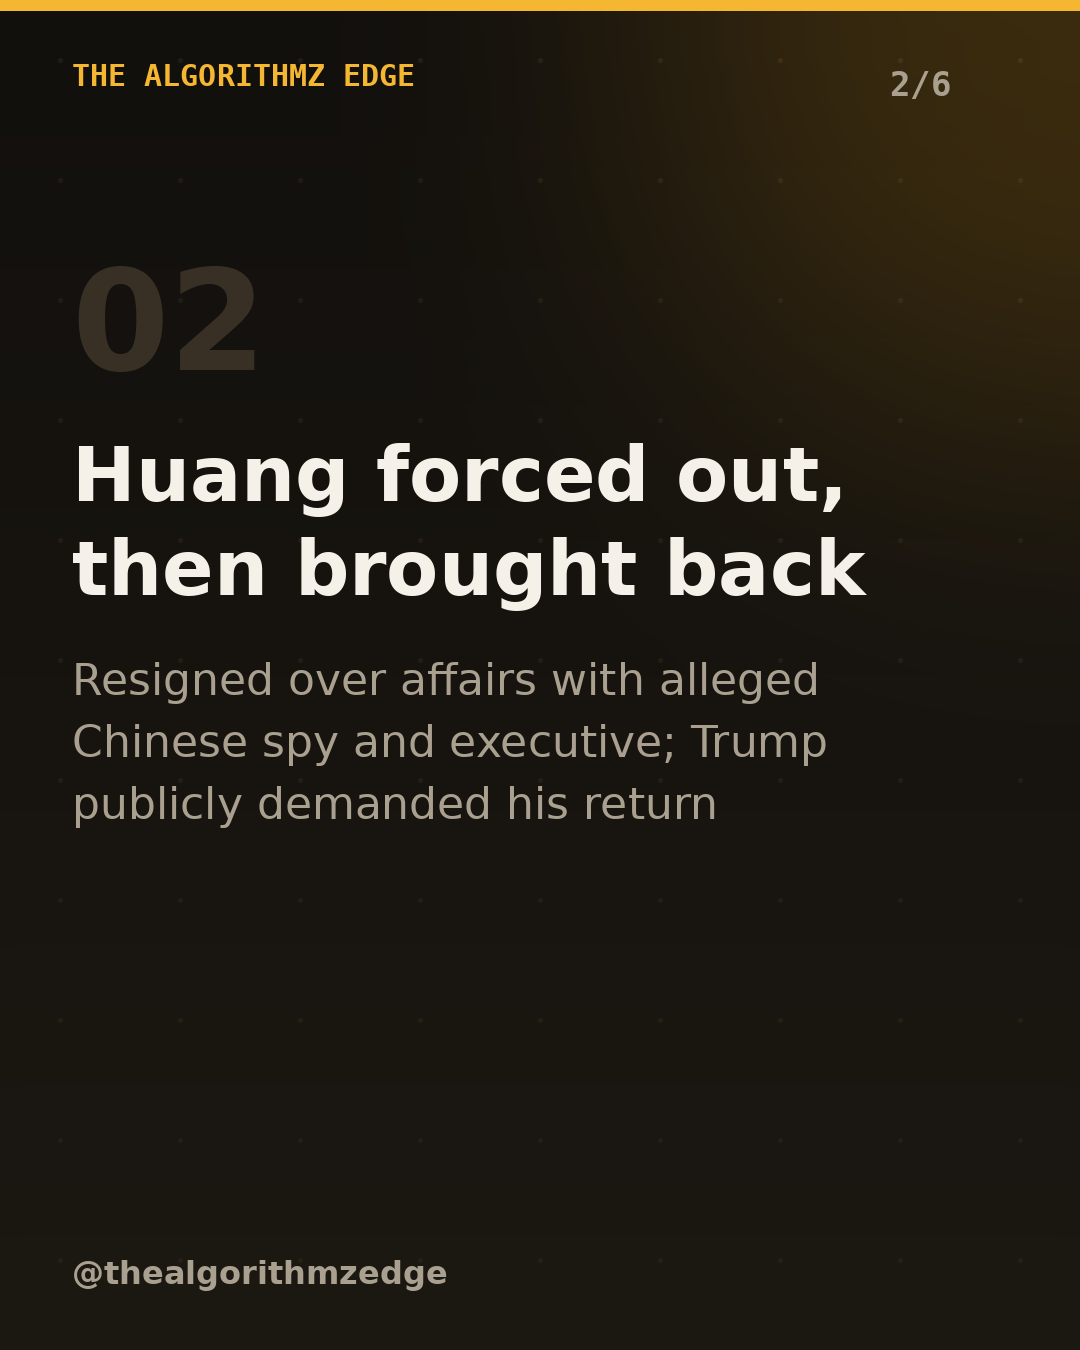 THE ALGORITHMZ EDGE
2/6
02
Huang forced out,
then brought back
Resigned over affairs with alleged
Chinese spy and executive; Trump
publicly demanded his return
@thealgorithmzedge